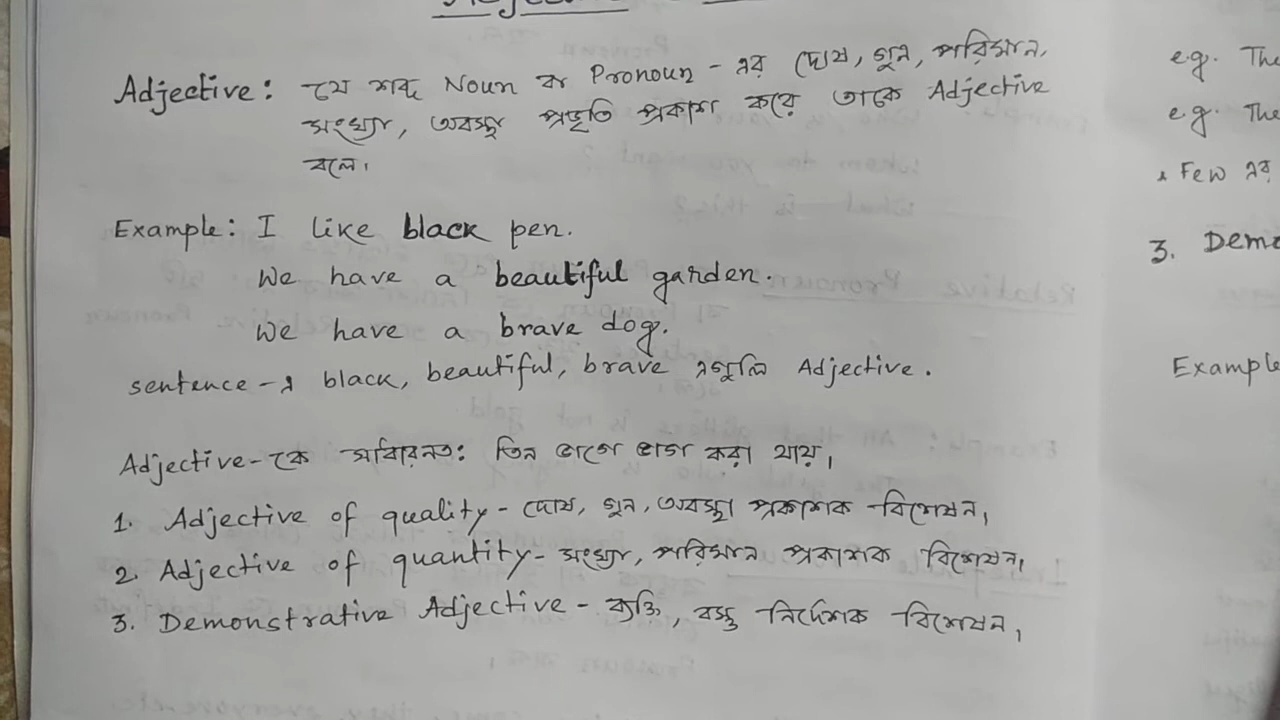 Adjective: যে শব্দ Noun বা Pronoun - এর দোষ, গুন, পরিমান,
সংখ্যা, অবস্থা প্রভৃতি প্রকাশ করে তাকে Adjective
বলে।
Example: I like black pen.
We have a beautiful garden.
We have a brave dog.
sentence - এ black, beautiful, brave এগুলি Adjective.
Adjective - কে সাধারনত: তিন ভাগে ভাগ করা যায়।
1. Adjective of quality - দোষ, গুন, অবস্থা প্রকাশক বিশেষন।
2. Adjective of quantity - সংখ্যা, পরিমান প্রকাশক বিশেষন।
3. Demonstrative Adjective - ব্যক্তি, বস্তু নির্দেশক বিশেষন।
e.g. The
e.g. The
Few এর
3. Demo
Example